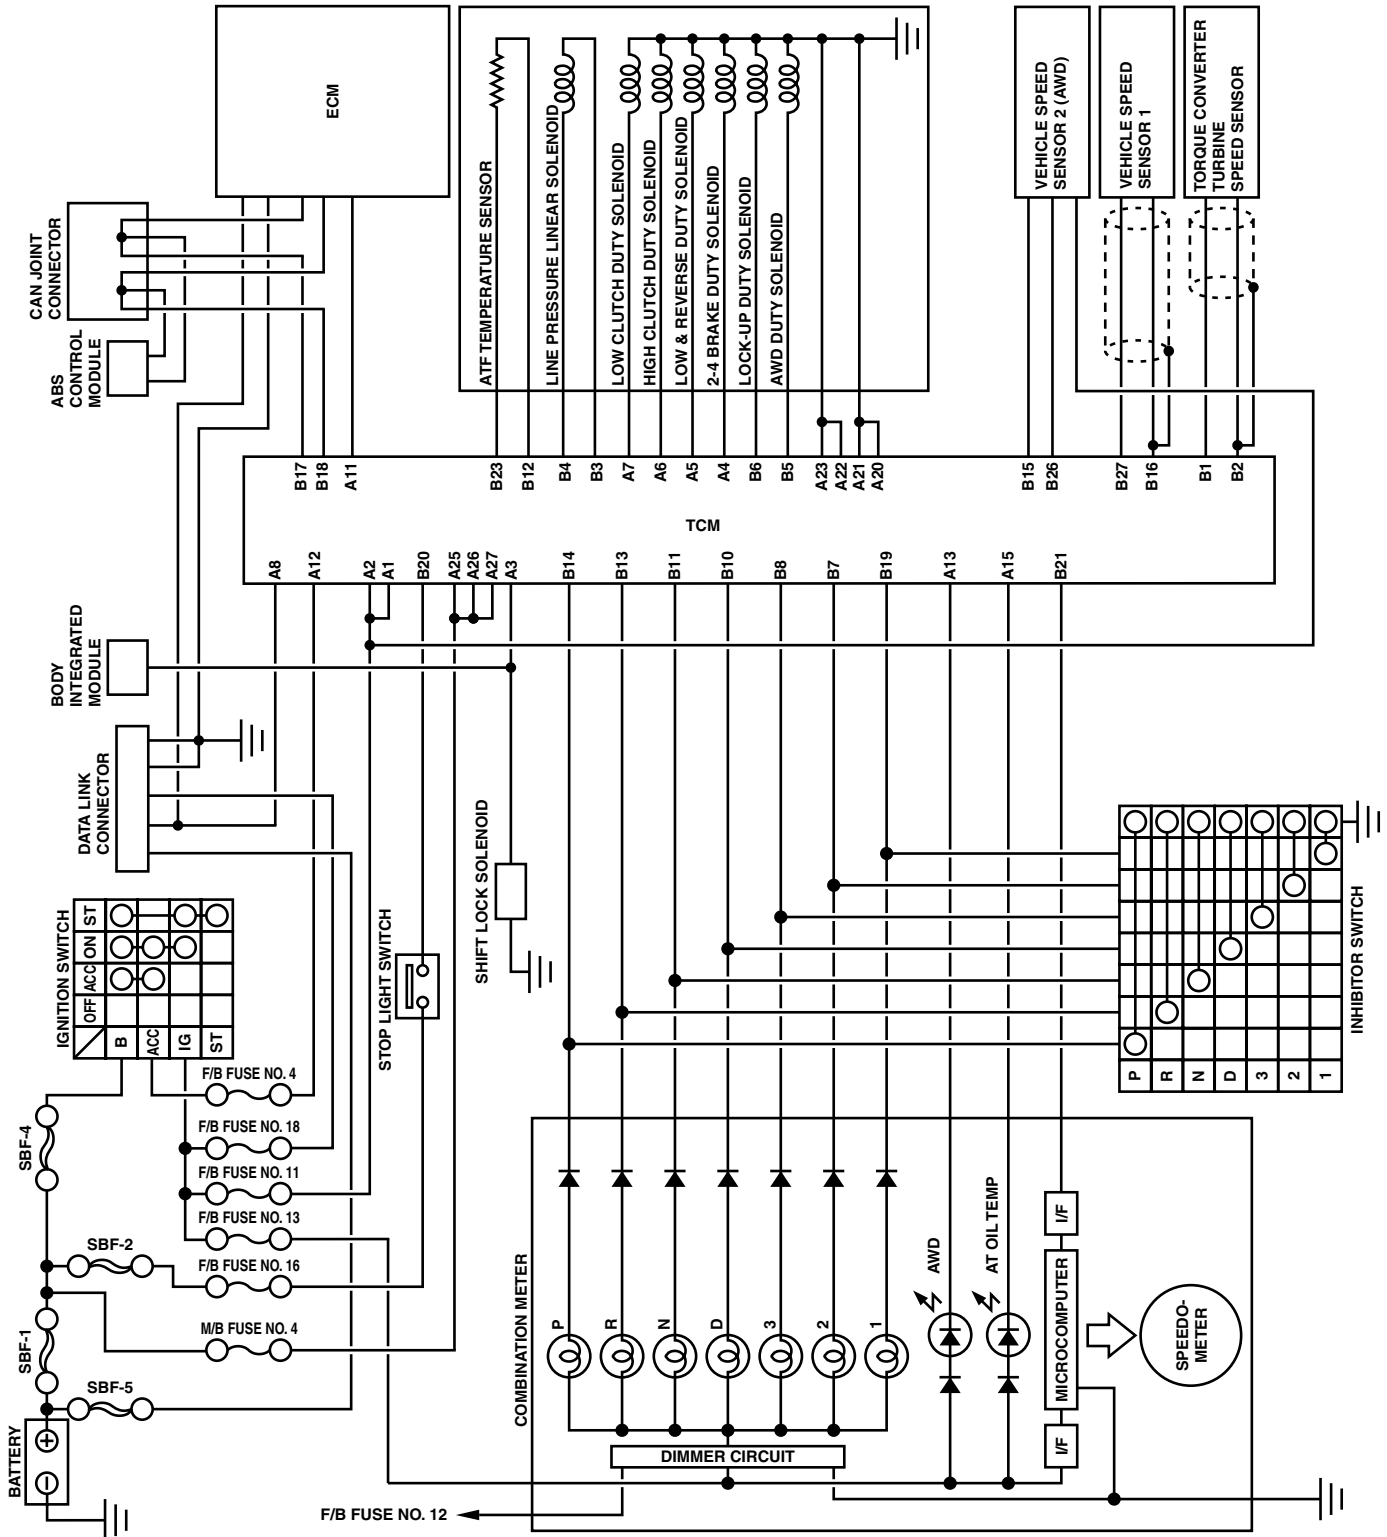 ECM
CAN JOINT
CONNECTOR
ABS
CONTROL
MODULE
ATF TEMPERATURE SENSOR
LINE PRESSURE LINEAR SOLENOID
LOW CLUTCH DUTY SOLENOID
HIGH CLUTCH DUTY SOLENOID
LOW & REVERSE DUTY SOLENOID
2-4 BRAKE DUTY SOLENOID
LOCK-UP DUTY SOLENOID
AWD DUTY SOLENOID
VEHICLE SPEED
SENSOR 2 (AWD)
VEHICLE SPEED
SENSOR 1
TORQUE CONVERTER
TURBINE
SPEED SENSOR
B17
B18
A11
B23
B12
B4
B3
A7
A6
A5
A4
B6
B5
A23
A22
A21
A20
B15
B26
B27
B16
B1
B2
TCM
A8
A12
A2
A1
B20
A25
A26
A27
A3
B14
B13
B11
B10
B8
B7
B19
A13
A15
B21
BODY
INTEGRATED
MODULE
DATA LINK
CONNECTOR
IGNITION SWITCH
OFF
ACC
ON
ST
B
ACC
IG
ST
STOP LIGHT SWITCH
SHIFT LOCK SOLENOID
INHIBITOR SWITCH
P
R
N
D
3
2
1
SBF-4
F/B FUSE NO. 4
F/B FUSE NO. 18
F/B FUSE NO. 11
F/B FUSE NO. 13
SBF-2
F/B FUSE NO. 16
SBF-1
M/B FUSE NO. 4
SBF-5
BATTERY
COMBINATION METER
P
R
N
D
3
2
1
AWD
AT OIL TEMP
I/F
MICROCOMPUTER
I/F
SPEEDO-
METER
DIMMER CIRCUIT
F/B FUSE NO. 12